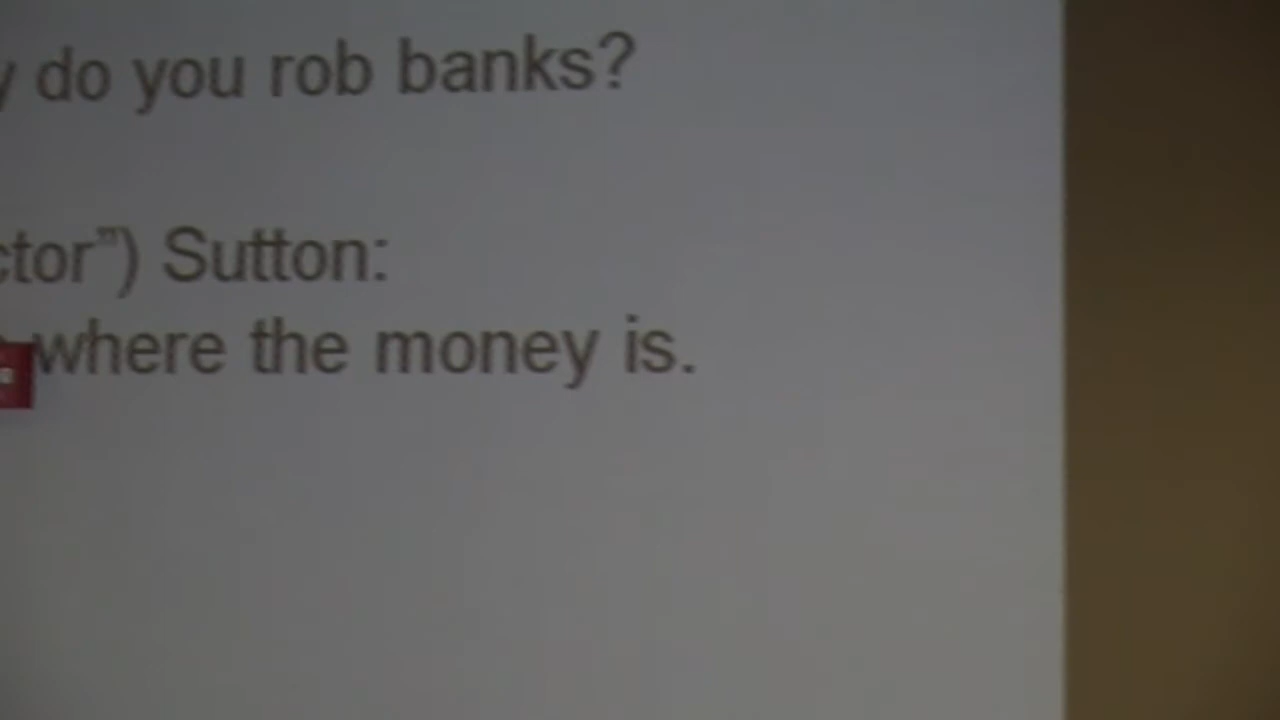 y do you rob banks?
ctor”) Sutton:
where the money is.